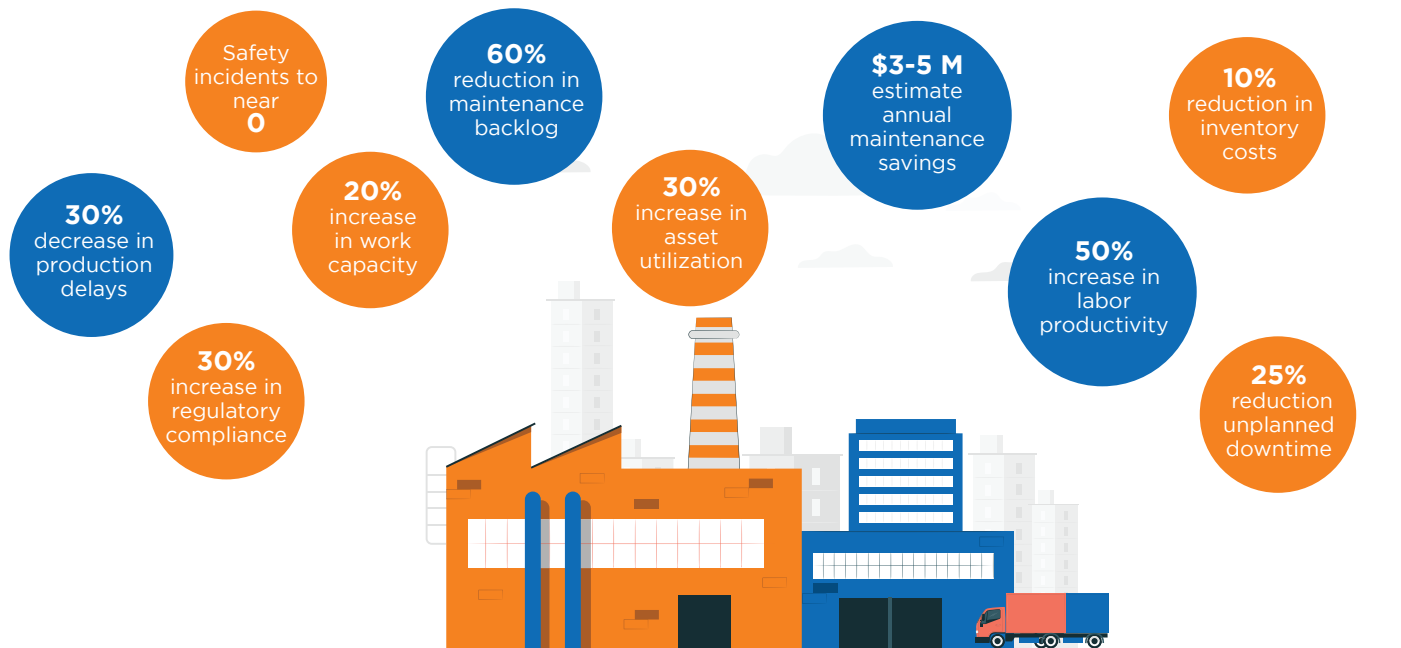 Safety
incidents to
near
0
60%
reduction in
maintenance
backlog
$3-5 M
estimate
annual
maintenance
savings
10%
reduction in
inventory
costs
30%
decrease in
production
delays
20%
increase
in work
capacity
30%
increase in
asset
utilization
50%
increase in
labor
productivity
30%
increase in
regulatory
compliance
25%
reduction
unplanned
downtime